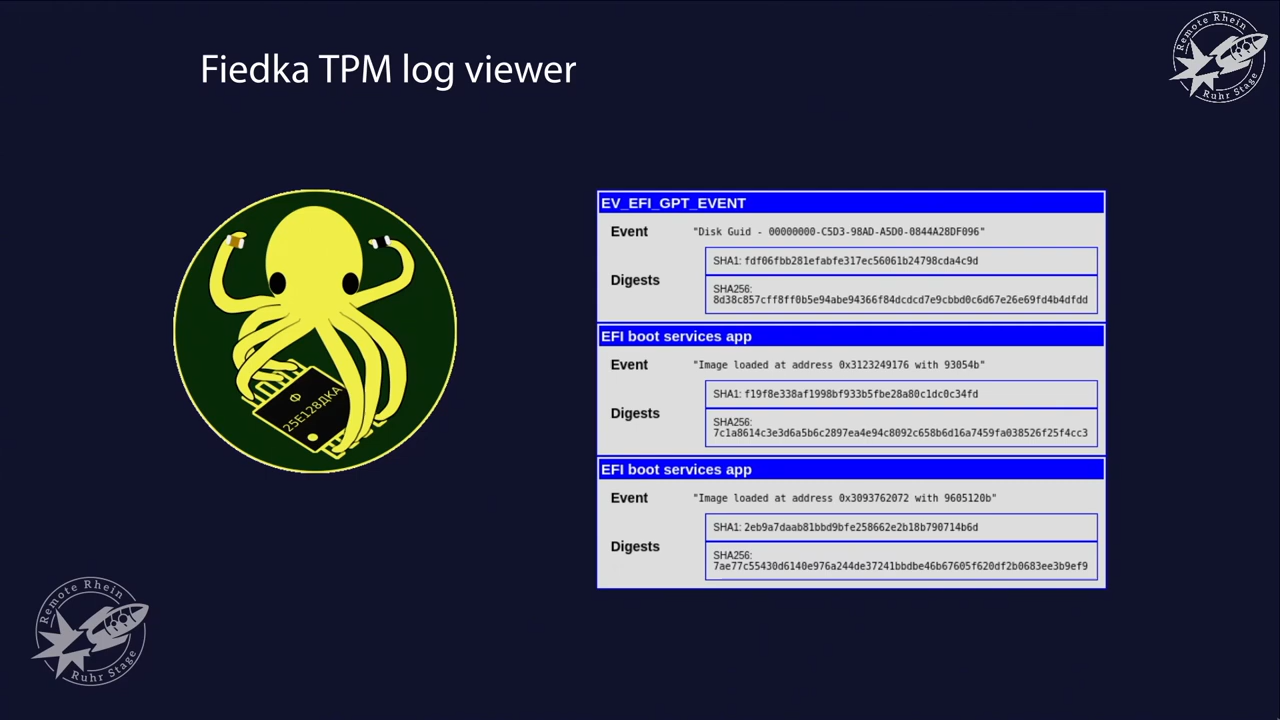 Fiedka TPM log viewer
Remote Rhein
Ruhr Stage
Ф
25E128ДКА
EV_EFI_GPT_EVENT
Event "Disk Guid - 00000000-C5D3-98AD-A5D0-0844A28DF096"
Digests
SHA1: fdf06fbb281efabfe317ec56061b24798cda4c9d
SHA256:
8d38c857cff8ff0b5e94abe94366f84dcdcd7e9cbbd0c6d67e26e69fd4b4dfdd
EFI boot services app
Event "Image loaded at address 0x3123249176 with 93054b"
Digests
SHA1: f19f8e338af1998bf933b5fbe28a80c1dc0c34fd
SHA256:
7c1a8614c3e3d6a5b6c2897ea4e94c8092c658b6d16a7459fa038526f25f4cc3
EFI boot services app
Event "Image loaded at address 0x3093762072 with 9605120b"
Digests
SHA1: 2eb9a7daab81bbd9bfe258662e2b18b790714b6d
SHA256:
7ae77c55430d6140e976a244de37241bbdbe46b67605f620df2b0683ee3b9ef9
Remote Rhein
Ruhr Stage